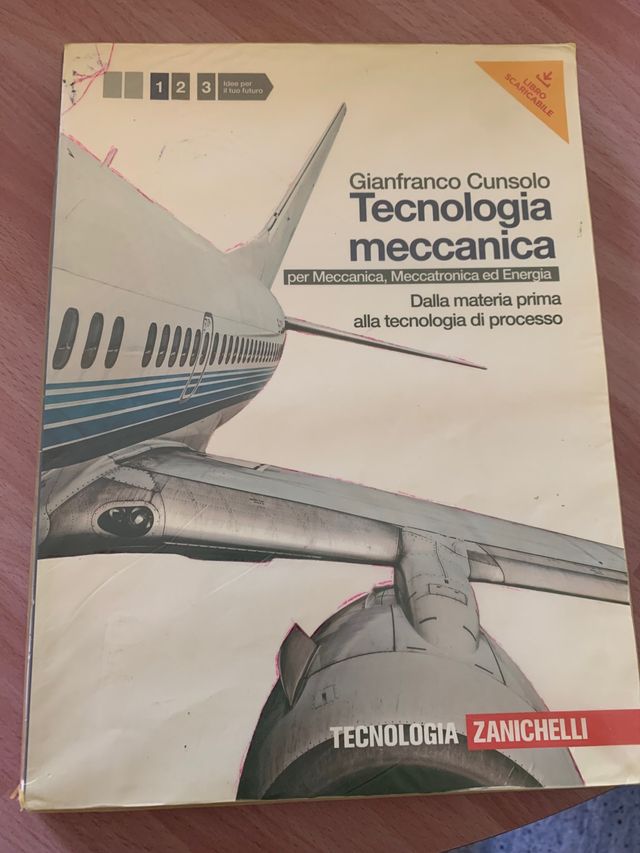 1 2 3 Idee per
il tuo futuro
LIBRO
SCARICABILE
Gianfranco Cunsolo
Tecnologia
meccanica
per Meccanica, Meccatronica ed Energia
Dalla materia prima
alla tecnologia di processo
TECNOLOGIA ZANICHELLI